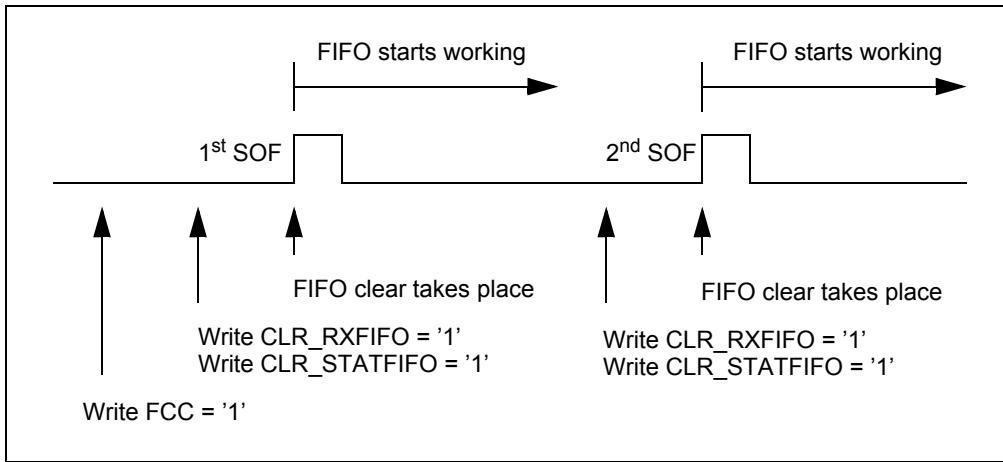 FIFO starts working
FIFO starts working
1st SOF
2nd SOF
FIFO clear takes place
FIFO clear takes place
Write CLR_RXFIFO = '1'
Write CLR_STATFIFO = '1'
Write CLR_RXFIFO = '1'
Write CLR_STATFIFO = '1'
Write FCC = '1'